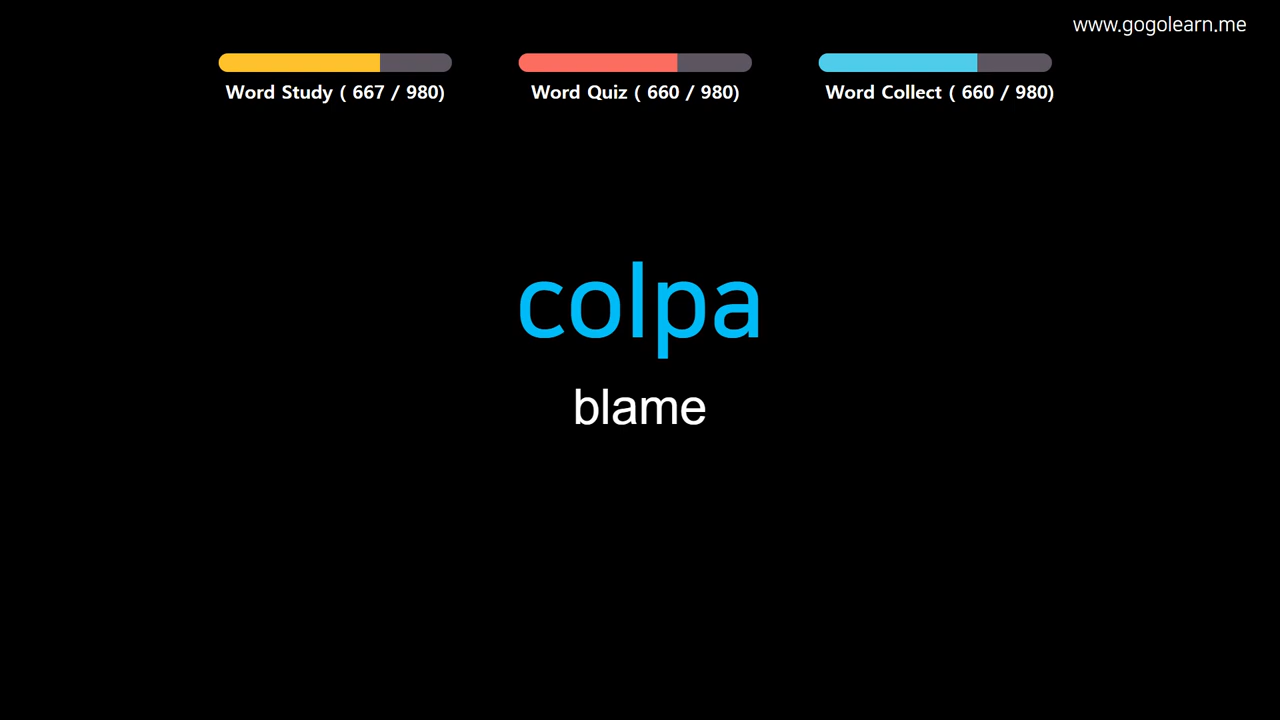 www.gogolearn.me
Word Study ( 667 / 980)
Word Quiz ( 660 / 980)
Word Collect ( 660 / 980)
colpa
blame